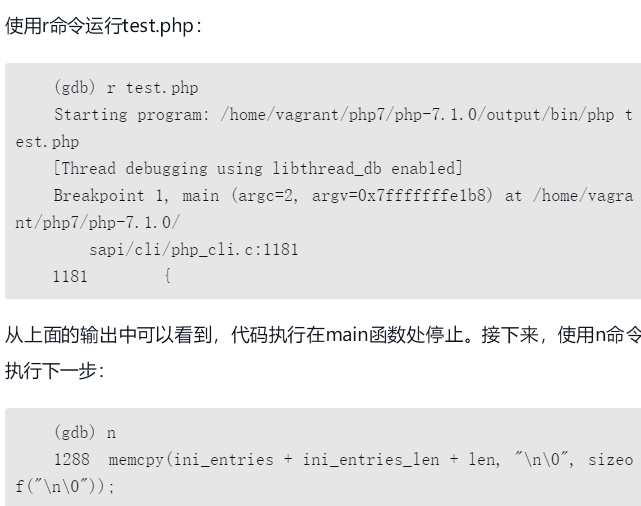 使用r命令运行test.php：
(gdb) r test.php
Starting program: /home/vagrant/php7/php-7.1.0/output/bin/php t
est.php
[Thread debugging using libthread_db enabled]
Breakpoint 1, main (argc=2, argv=0x7fffffffe1b8) at /home/vagra
nt/php7/php-7.1.0/
sapi/cli/php_cli.c:1181
1181 {
从上面的输出中可以看到，代码执行在main函数处停止。接下来，使用n命令
执行下一步：
(gdb) n
1288 memcpy(ini_entries + ini_entries_len + len, "\n\0", sizeo
f("\n\0"));